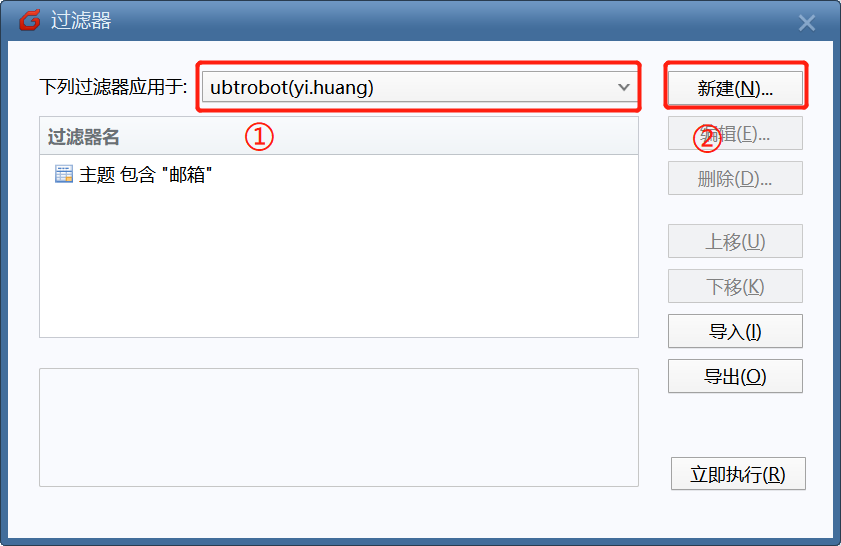 过滤器
下列过滤器应用于: ubtrobot(yi.huang) 新建(N)...
过滤器名 ① ② 编辑(E)...
主题 包含 "邮箱" 删除(D)...
上移(U)
下移(K)
导入(I)
导出(O)
立即执行(R)